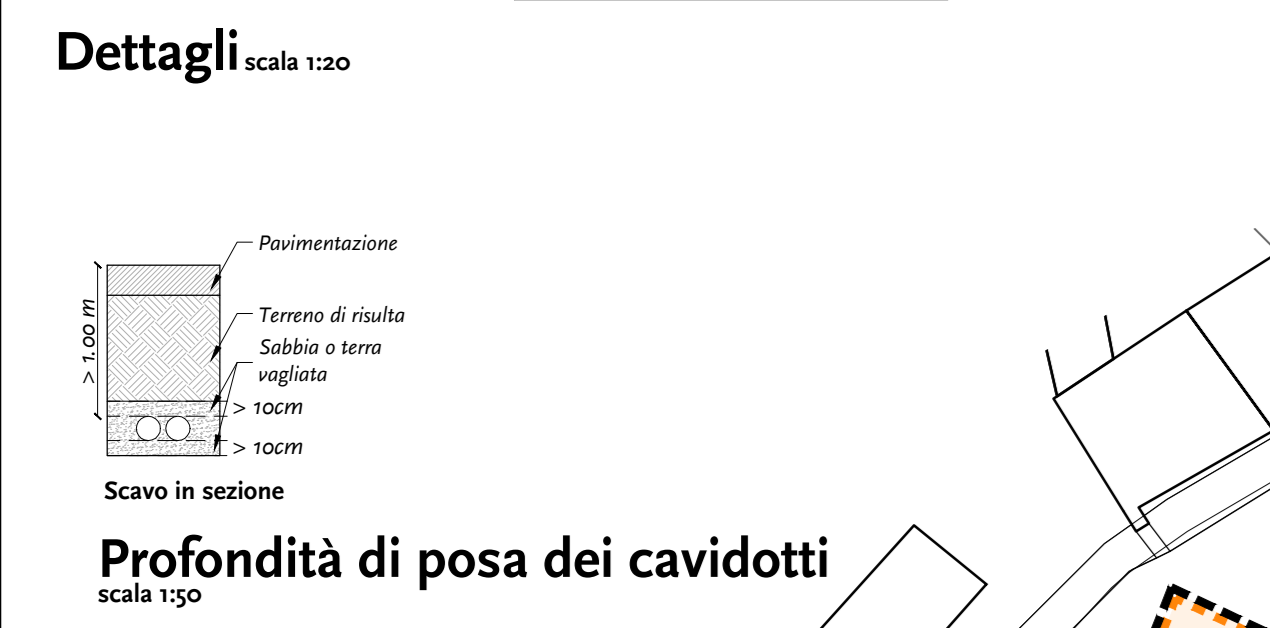 Dettagli scala 1:20
Pavimentazione
Terreno di risulta
Sabbia o terra
vagliata
> 1.00 m
> 10cm
> 10cm
Scavo in sezione
Profondità di posa dei cavidotti
scala 1:50